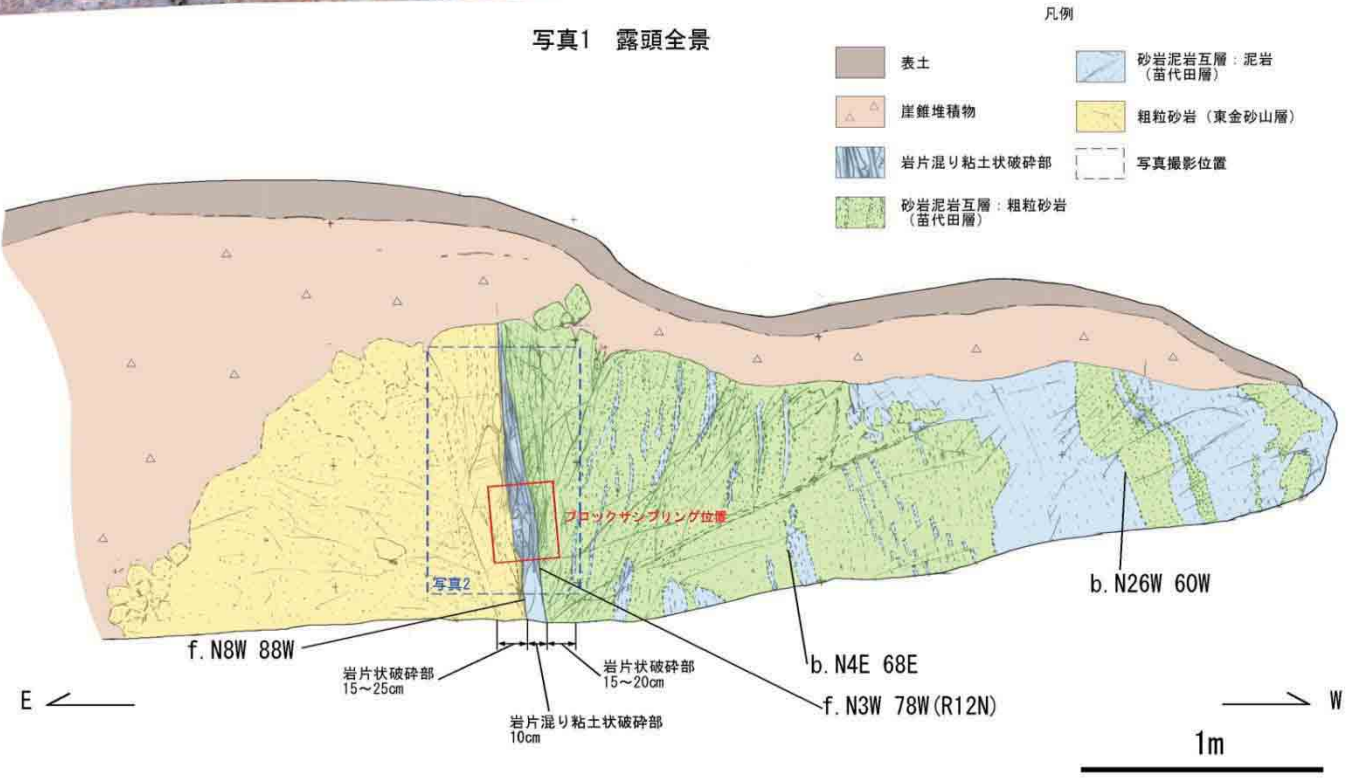 写真1 露頭全景
凡例
表土
崖錐堆積物
岩片混り粘土状破砕部
砂岩泥岩互層：粗粒砂岩
（苗代田層）
砂岩泥岩互層：泥岩
（苗代田層）
粗粒砂岩（東金砂山層）
写真撮影位置
ブロックサンプリング位置
写真2
f. N8W 88W
岩片状破砕部
15～25cm
岩片混り粘土状破砕部
10cm
岩片状破砕部
15～20cm
b. N4E 68E
f. N3W 78W(R12N)
b. N26W 60W
E
W
1m